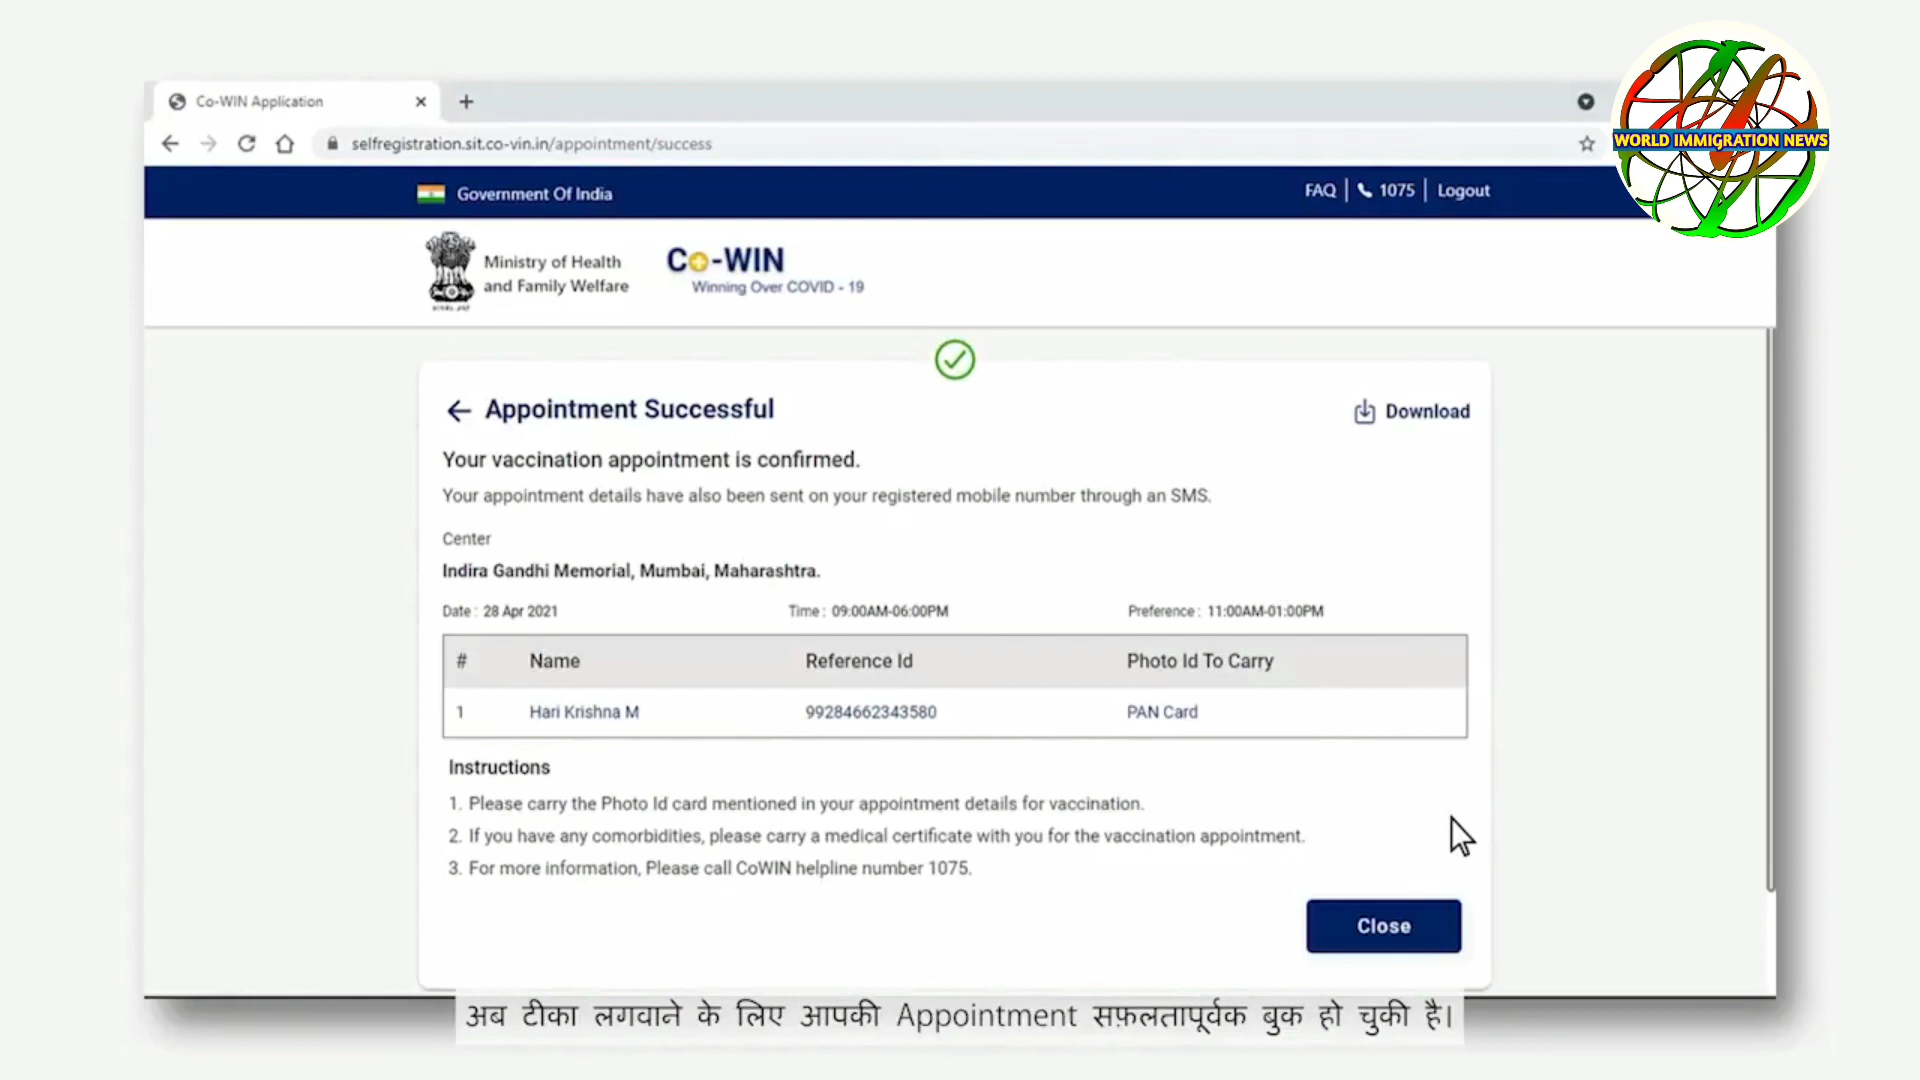 Co-WIN Application
selfregistration.sit.co-vin.in/appointment/success
WORLD IMMIGRATION NEWS
Government Of India
FAQ | 1075 | Logout
Ministry of Health
and Family Welfare
Co-WIN
Winning Over COVID - 19
Appointment Successful
Download
Your vaccination appointment is confirmed.
Your appointment details have also been sent on your registered mobile number through an SMS.
Center
Indira Gandhi Memorial, Mumbai, Maharashtra.
Date : 28 Apr 2021 Time : 09:00AM-06:00PM Preference : 11:00AM-01:00PM
# Name Reference Id Photo Id To Carry
1 Hari Krishna M 99284662343580 PAN Card
Instructions
1. Please carry the Photo Id card mentioned in your appointment details for vaccination.
2. If you have any comorbidities, please carry a medical certificate with you for the vaccination appointment.
3. For more information, Please call CoWIN helpline number 1075.
Close
अब टीका लगवाने के लिए आपकी Appointment सफ़लतापूर्वक बुक हो चुकी है।